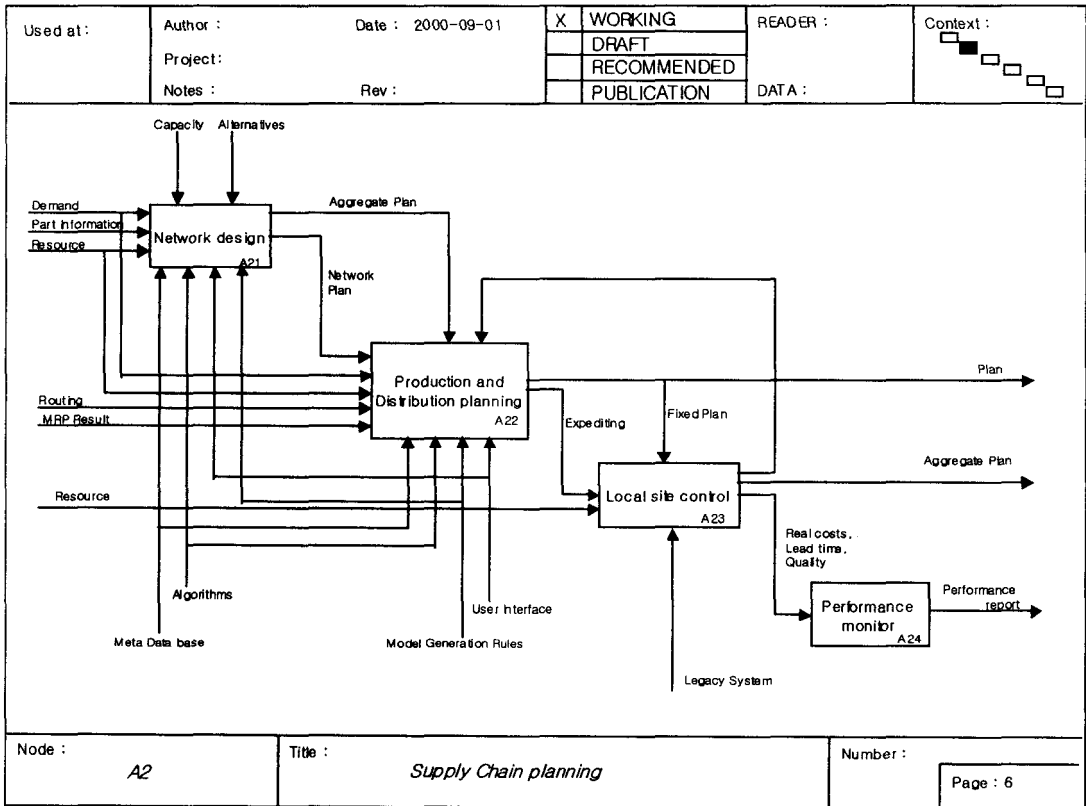 Used at :
Author :
Date : 2000-09-01
Project :
Notes :
Rev :
X WORKING
DRAFT
RECOMMENDED
PUBLICATION
READER :
DATA :
Context :
Capacity
Alternatives
Demand
Part Information
Resource
Network design
A21
Aggregate Plan
Network
Plan
Production and
Distribution planning
A22
Routing
MRP Result
Plan
Expediting
Fixed Plan
Aggregate Plan
Resource
Local site control
A23
Real costs,
Lead time,
Quality
Algorithms
User Interface
Performance
monitor
A24
Performance
report
Meta Data base
Model Generation Rules
Legacy System
Node :
A2
Title :
Supply Chain planning
Number :
Page : 6